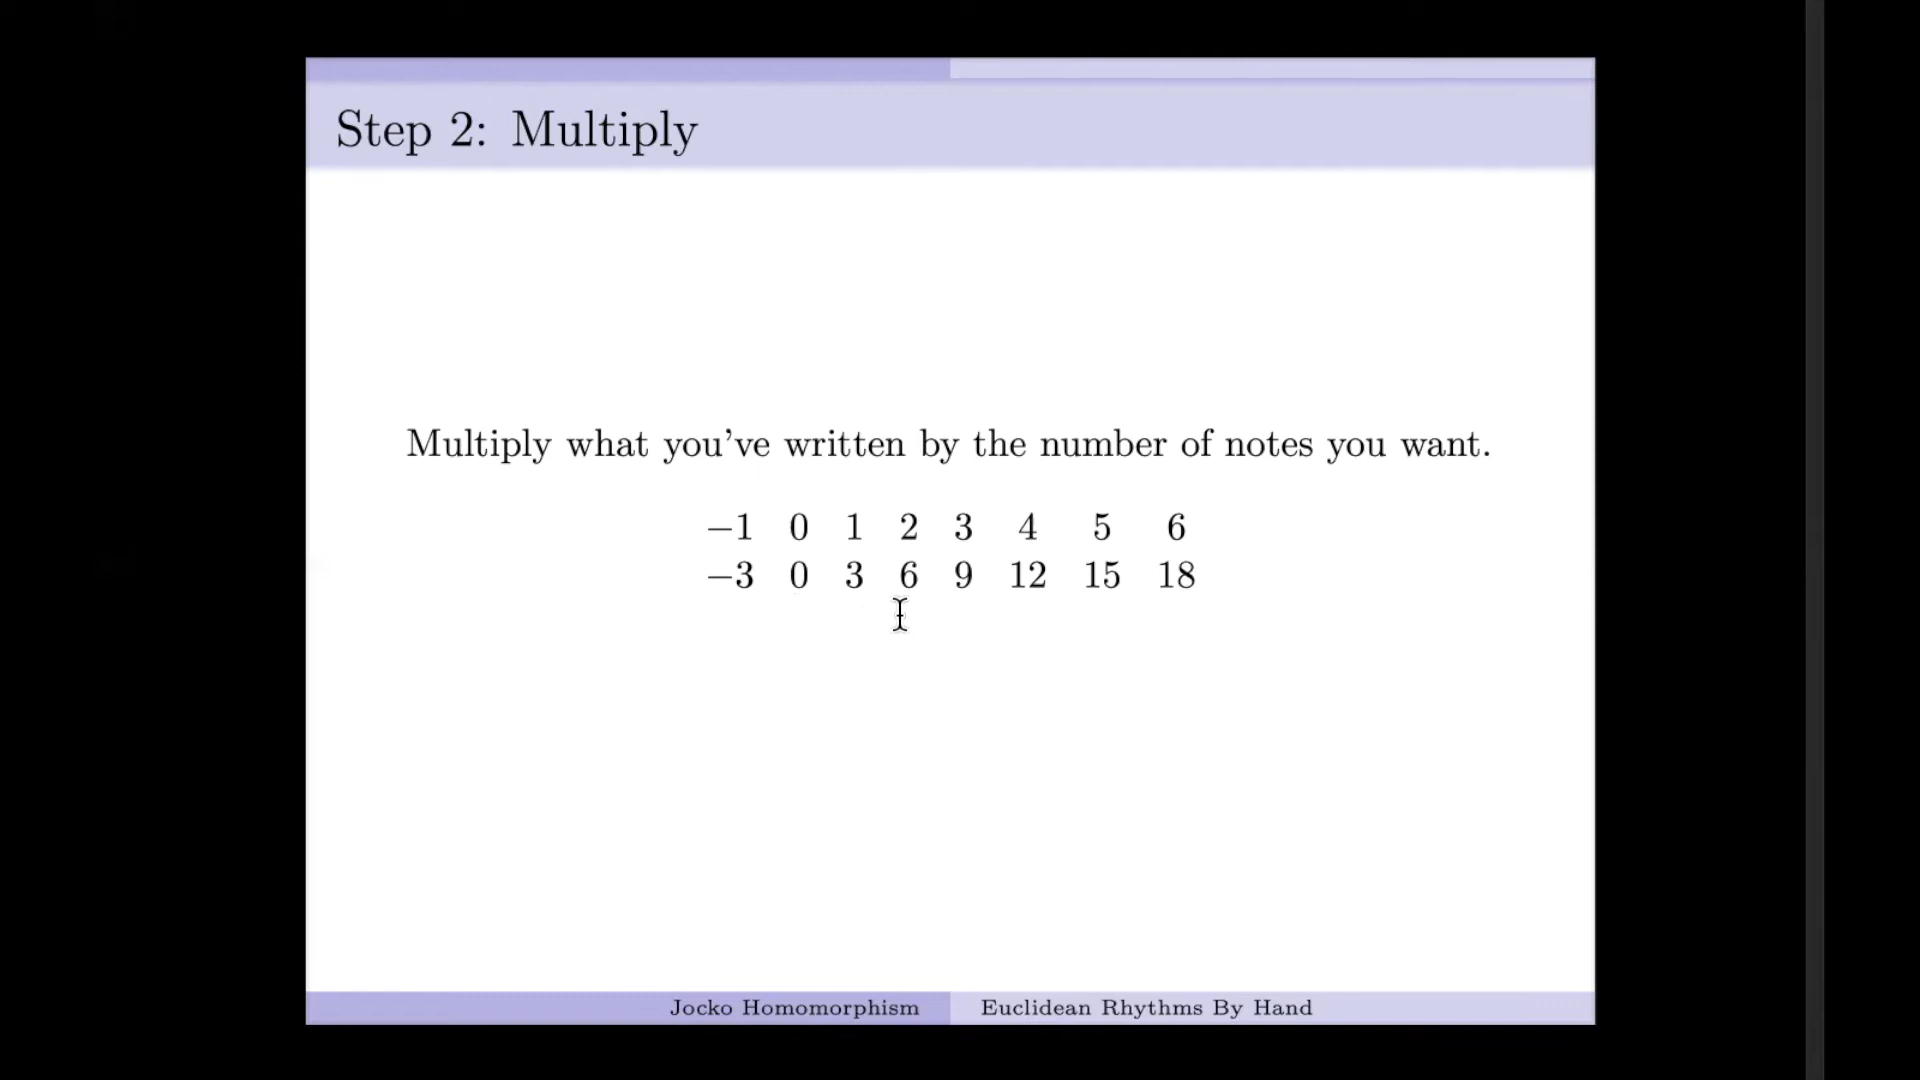 Step 2: Multiply
Multiply what you've written by the number of notes you want.
−1 0 1 2 3 4 5 6
−3 0 3 6 9 12 15 18
Jocko Homomorphism Euclidean Rhythms By Hand